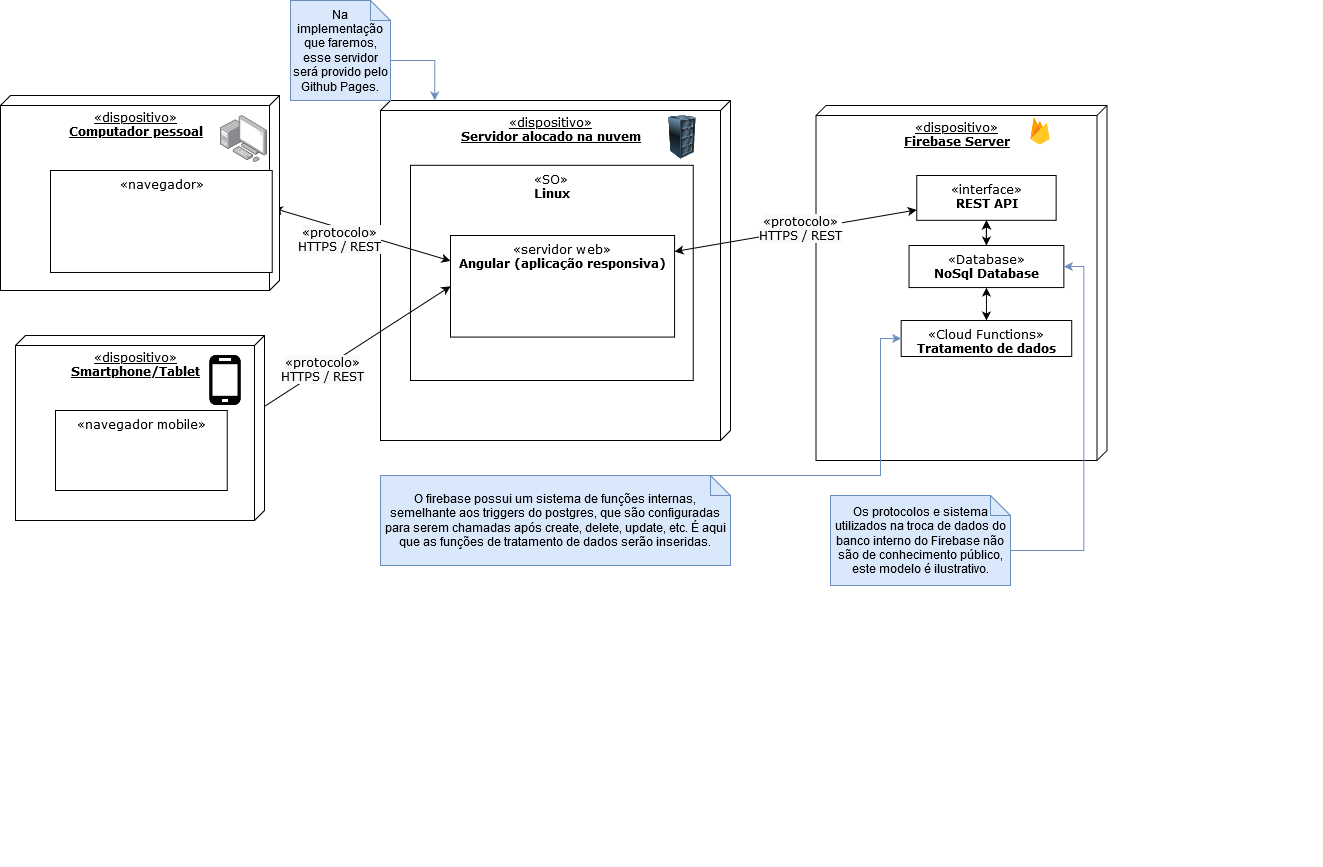 Na
implementação
que faremos,
esse servidor
será provido pelo
Github Pages.
«dispositivo»
Computador pessoal
«navegador»
«dispositivo»
Smartphone/Tablet
«navegador mobile»
«protocolo»
HTTPS / REST
«protocolo»
HTTPS / REST
«dispositivo»
Servidor alocado na nuvem
«SO»
Linux
«servidor web»
Angular (aplicação responsiva)
«protocolo»
HTTPS / REST
«dispositivo»
Firebase Server
«interface»
REST API
«Database»
NoSql Database
«Cloud Functions»
Tratamento de dados
O firebase possui um sistema de funções internas,
semelhante aos triggers do postgres, que são configuradas
para serem chamadas após create, delete, update, etc. É aqui
que as funções de tratamento de dados serão inseridas.
Os protocolos e sistema
utilizados na troca de dados do
banco interno do Firebase não
são de conhecimento público,
este modelo é ilustrativo.